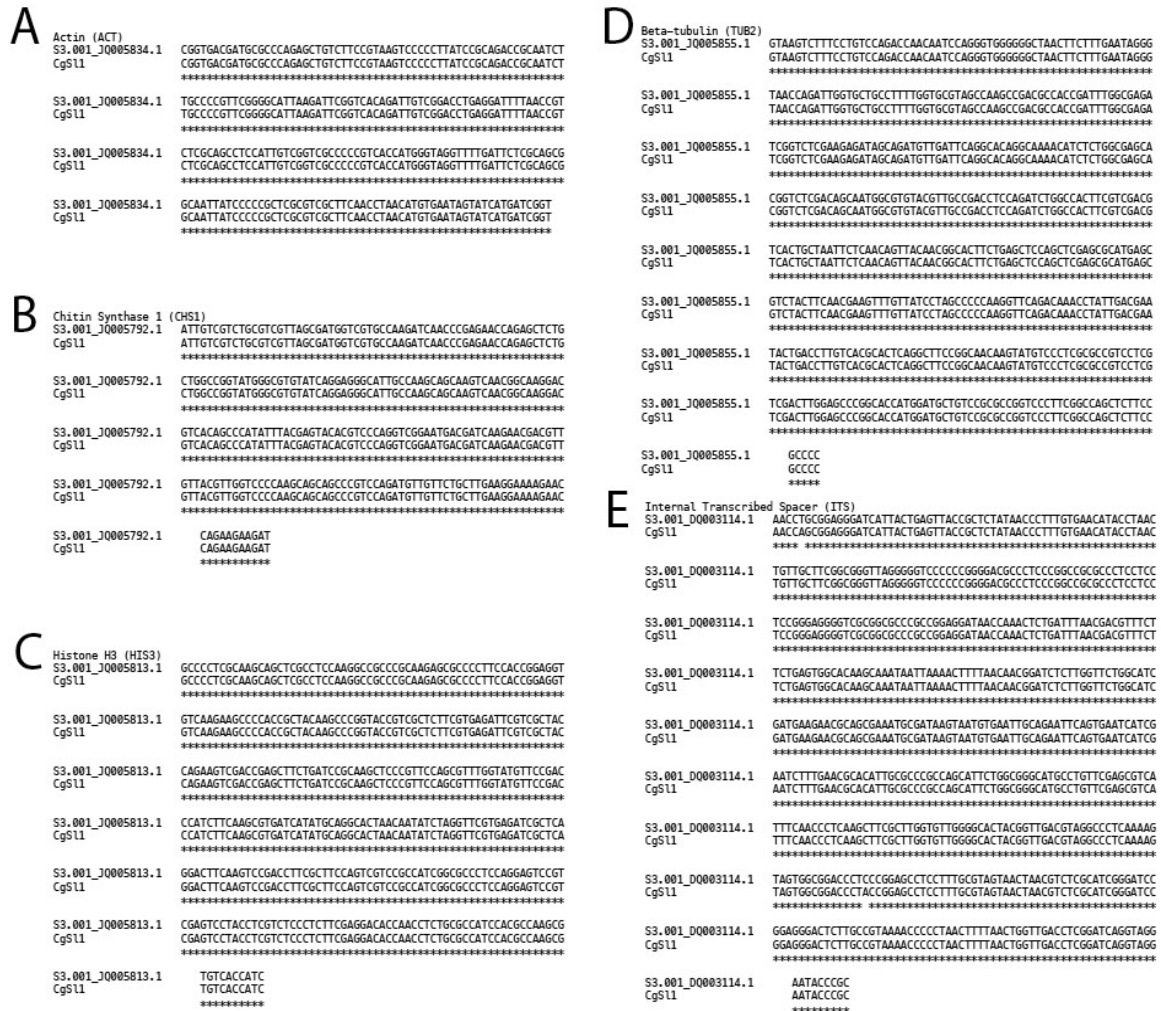 A
Actin (ACT)
S3.001_JQ005834.1 CGGTGACGATGCGCCCAGAGCTGTCTTCCGTAAGTCCCCCTTATCCGCAGACCGCAATCT
CgSl1 CGGTGACGATGCGCCCAGAGCTGTCTTCCGTAAGTCCCCCTTATCCGCAGACCGCAATCT
************************************************************
S3.001_JQ005834.1 TGCCCCGTTCGGGGCATTAAGATTCGGTCACAGATTGTCGGACCTGAGGATTTTAACCGT
CgSl1 TGCCCCGTTCGGGGCATTAAGATTCGGTCACAGATTGTCGGACCTGAGGATTTTAACCGT
************************************************************
S3.001_JQ005834.1 CTCGCAGCCTCCATTGTCGGTCGCCCCCGTCACCATGGGTAGGTTTTGATTCTCGCAGCG
CgSl1 CTCGCAGCCTCCATTGTCGGTCGCCCCCGTCACCATGGGTAGGTTTTGATTCTCGCAGCG
************************************************************
S3.001_JQ005834.1 GCAATTATCCCCCGCTCGCGTCGCTTCAACCTAACATGTGAATAGTATCATGATCGGT
CgSl1 GCAATTATCCCCCGCTCGCGTCGCTTCAACCTAACATGTGAATAGTATCATGATCGGT
**********************************************************
B
Chitin Synthase 1 (CHS1)
S3.001_JQ005792.1 ATTGTCGTCTGCGTCGTTAGCGATGGTCGTGCCAAGATCAACCCGAGAACCAGAGCTCTG
CgSl1 ATTGTCGTCTGCGTCGTTAGCGATGGTCGTGCCAAGATCAACCCGAGAACCAGAGCTCTG
************************************************************
S3.001_JQ005792.1 CTGGCCGGTATGGGCGTGTATCAGGAGGGCATTGCCAAGCAGCAAGTCAACGGCAAGGAC
CgSl1 CTGGCCGGTATGGGCGTGTATCAGGAGGGCATTGCCAAGCAGCAAGTCAACGGCAAGGAC
************************************************************
S3.001_JQ005792.1 GTCACAGCCCATATTTACGAGTACACGTCCCAGGTCGGAATGACGATCAAGAACGACGTT
CgSl1 GTCACAGCCCATATTTACGAGTACACGTCCCAGGTCGGAATGACGATCAAGAACGACGTT
************************************************************
S3.001_JQ005792.1 GTTACGTTGGTCCCCAAGCAGCAGCCCGTCCAGATGTTGTTCTGCTTGAAGGAAAAGAAC
CgSl1 GTTACGTTGGTCCCCAAGCAGCAGCCCGTCCAGATGTTGTTCTGCTTGAAGGAAAAGAAC
************************************************************
S3.001_JQ005792.1 CAGAAGAAGAT
CgSl1 CAGAAGAAGAT
***********
C
Histone H3 (HIS3)
S3.001_JQ005813.1 GCCCCTCGCAAGCAGCTCGCCTCCAAGGCCGCCCGCAAGAGCGCCCCTTCCACCGGAGGT
CgSl1 GCCCCTCGCAAGCAGCTCGCCTCCAAGGCCGCCCGCAAGAGCGCCCCTTCCACCGGAGGT
************************************************************
S3.001_JQ005813.1 GTCAAGAAGCCCCACCGCTACAAGCCCGGTACCGTCGCTCTTCGTGAGATTCGTCGCTAC
CgSl1 GTCAAGAAGCCCCACCGCTACAAGCCCGGTACCGTCGCTCTTCGTGAGATTCGTCGCTAC
************************************************************
S3.001_JQ005813.1 CAGAAGTCGACCGAGCTTCTGATCCGCAAGCTCCCGTTCCAGCGTTTGGTATGTTCCGAC
CgSl1 CAGAAGTCGACCGAGCTTCTGATCCGCAAGCTCCCGTTCCAGCGTTTGGTATGTTCCGAC
************************************************************
S3.001_JQ005813.1 CCATCTTCAAGCGTGATCATATGCAGGCACTAACAATATCTAGGTTCGTGAGATCGCTCA
CgSl1 CCATCTTCAAGCGTGATCATATGCAGGCACTAACAATATCTAGGTTCGTGAGATCGCTCA
************************************************************
S3.001_JQ005813.1 GGACTTCAAGTCCGACCTTCGCTTCCAGTCGTCCGCCATCGGCGCCCTCCAGGAGTCCGT
CgSl1 GGACTTCAAGTCCGACCTTCGCTTCCAGTCGTCCGCCATCGGCGCCCTCCAGGAGTCCGT
************************************************************
S3.001_JQ005813.1 CGAGTCCTACCTCGTCTCCCTCTTCGAGGACACCAACCTCTGCGCCATCCACGCCAAGCG
CgSl1 CGAGTCCTACCTCGTCTCCCTCTTCGAGGACACCAACCTCTGCGCCATCCACGCCAAGCG
************************************************************
S3.001_JQ005813.1 TGTCACCATC
CgSl1 TGTCACCATC
**********
D
Beta-tubulin (TUB2)
S3.001_JQ005855.1 GTAAGTCTTTCCTGTCCAGACCAACAATCCAGGGTGGGGGGCTAACTTCTTTGAATAGGG
CgSl1 GTAAGTCTTTCCTGTCCAGACCAACAATCCAGGGTGGGGGGCTAACTTCTTTGAATAGGG
************************************************************
S3.001_JQ005855.1 TAACCAGATTGGTGCTGCCTTTTGGTGCGTAGCCAAGCCGACGCCACCGATTTGGCGAGA
CgSl1 TAACCAGATTGGTGCTGCCTTTTGGTGCGTAGCCAAGCCGACGCCACCGATTTGGCGAGA
************************************************************
S3.001_JQ005855.1 TCGGTCTCGAAGAGATAGCAGATGTTGATTCAGGCACAGGCAAAACATCTCTGGCGAGCA
CgSl1 TCGGTCTCGAAGAGATAGCAGATGTTGATTCAGGCACAGGCAAAACATCTCTGGCGAGCA
************************************************************
S3.001_JQ005855.1 CGGTCTCGACAGCAATGGCGTGTACGTTGCCGACCTCCAGATCTGGCCACTTCGTCGACG
CgSl1 CGGTCTCGACAGCAATGGCGTGTACGTTGCCGACCTCCAGATCTGGCCACTTCGTCGACG
************************************************************
S3.001_JQ005855.1 TCACTGCTAATTCTCAACAGTTACAACGGCACTTCTGAGCTCCAGCTCGAGCGCATGAGC
CgSl1 TCACTGCTAATTCTCAACAGTTACAACGGCACTTCTGAGCTCCAGCTCGAGCGCATGAGC
************************************************************
S3.001_JQ005855.1 GTCTACTTCAACGAAGTTTGTTATCCTAGCCCCCAAGGTTCAGACAAACCTATTGACGAA
CgSl1 GTCTACTTCAACGAAGTTTGTTATCCTAGCCCCCAAGGTTCAGACAAACCTATTGACGAA
************************************************************
S3.001_JQ005855.1 TACTGACCTTGTCACGCACTCAGGCTTCCGGCAACAAGTATGTCCCTCGCGCCGTCCTCG
CgSl1 TACTGACCTTGTCACGCACTCAGGCTTCCGGCAACAAGTATGTCCCTCGCGCCGTCCTCG
************************************************************
S3.001_JQ005855.1 TCGACTTGGAGCCCGGCACCATGGATGCTGTCCGCGCCGGTCCCTTCGGCCAGCTCTTCC
CgSl1 TCGACTTGGAGCCCGGCACCATGGATGCTGTCCGCGCCGGTCCCTTCGGCCAGCTCTTCC
************************************************************
S3.001_JQ005855.1 GCCCC
CgSl1 GCCCC
*****
E
Internal Transcribed Spacer (ITS)
S3.001_DQ003114.1 AACCTGCGGAGGGATCATTACTGAGTTACCGCTCTATAACCCTTTGTGAACATACCTAAC
CgSl1 AACCAGCGGAGGGATCATTACTGAGTTACCGCTCTATAACCCTTTGTGAACATACCTAAC
**** *******************************************************
S3.001_DQ003114.1 TGTTGCTTCGGCGGGTTAGGGGGTCCCCCCGGGGACGCCCTCCCGGCCGCGCCCTCCTCC
CgSl1 TGTTGCTTCGGCGGGTTAGGGGGTCCCCCCGGGGACGCCCTCCCGGCCGCGCCCTCCTCC
************************************************************
S3.001_DQ003114.1 TCCGGGAGGGGTCGCGGCGCCCGCCGGAGGATAACCAAACTCTGATTTAACGACGTTTCT
CgSl1 TCCGGGAGGGGTCGCGGCGCCCGCCGGAGGATAACCAAACTCTGATTTAACGACGTTTCT
************************************************************
S3.001_DQ003114.1 TCTGAGTGGCACAAGCAAATAATTAAAACTTTTAACAACGGATCTCTTGGTTCTGGCATC
CgSl1 TCTGAGTGGCACAAGCAAATAATTAAAACTTTTAACAACGGATCTCTTGGTTCTGGCATC
************************************************************
S3.001_DQ003114.1 GATGAAGAACGCAGCGAAATGCGATAAGTAATGTGAATTGCAGAATTCAGTGAATCATCG
CgSl1 GATGAAGAACGCAGCGAAATGCGATAAGTAATGTGAATTGCAGAATTCAGTGAATCATCG
************************************************************
S3.001_DQ003114.1 AATCTTTGAACGCACATTGCGCCCGCCAGCATTCTGGCGGGCATGCCTGTTCGAGCGTCA
CgSl1 AATCTTTGAACGCACATTGCGCCCGCCAGCATTCTGGCGGGCATGCCTGTTCGAGCGTCA
************************************************************
S3.001_DQ003114.1 TTTCAACCCTCAAGCTTCGCTTGGTGTTGGGGCACTACGGTTGACGTAGGCCCTCAAAAG
CgSl1 TTTCAACCCTCAAGCTTCGCTTGGTGTTGGGGCACTACGGTTGACGTAGGCCCTCAAAAG
************************************************************
S3.001_DQ003114.1 TAGTGGCGGACCCTCCCGGAGCCTCCTTTGCGTAGTAACTAACGTCTCGCATCGGGATCC
CgSl1 TAGTGGCGGACCCTACCGGAGCCTCCTTTGCGTAGTAACTAACGTCTCGCATCGGGATCC
************** *********************************************
S3.001_DQ003114.1 GGAGGGACTCTTGCCGTAAAACCCCCTAACTTTTAACTGGTTGACCTCGGATCAGGTAGG
CgSl1 GGAGGGACTCTTGCCGTAAAACCCCCTAACTTTTAACTGGTTGACCTCGGATCAGGTAGG
************************************************************
S3.001_DQ003114.1 AATACCCGC
CgSl1 AATACCCGC
*********